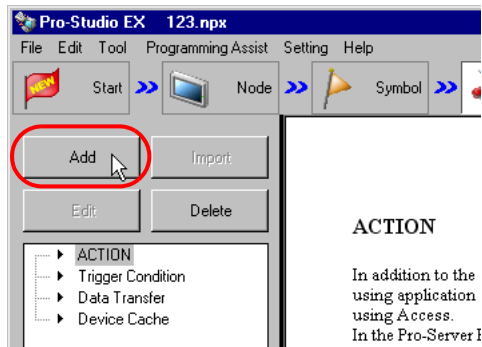 Pro-Studio EX 123.npx
File Edit Tool Programming Assist Setting Help
NEW Start Node Symbol
Add Import
Edit Delete
ACTION
Trigger Condition
Data Transfer
Device Cache
ACTION
In addition to the
using application
using Access.
In the Pro-Server